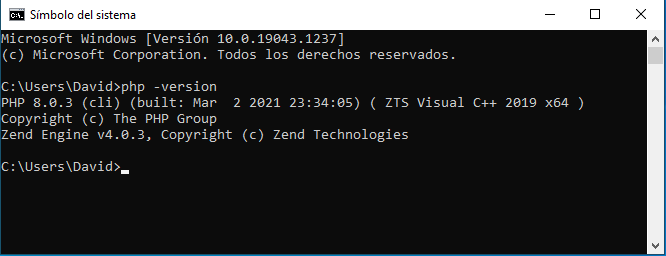 Símbolo del sistema
Microsoft Windows [Versión 10.0.19043.1237]
(c) Microsoft Corporation. Todos los derechos reservados.
C:\Users\David>php -version
PHP 8.0.3 (cli) (built: Mar  2 2021 23:34:05) ( ZTS Visual C++ 2019 x64 )
Copyright (c) The PHP Group
Zend Engine v4.0.3, Copyright (c) Zend Technologies
C:\Users\David>